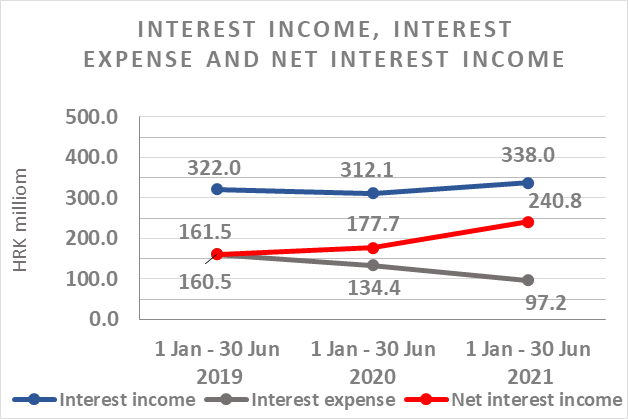 INTEREST INCOME, INTEREST
EXPENSE AND NET INTEREST INCOME
HRK milliom
500.0
400.0
300.0
200.0
100.0
0.0
322.0
312.1
338.0
240.8
161.5
177.7
160.5
134.4
97.2
1 Jan - 30 Jun 1 Jan - 30 Jun 1 Jan - 30 Jun
2019 2020 2021
Interest income Interest expense Net interest income